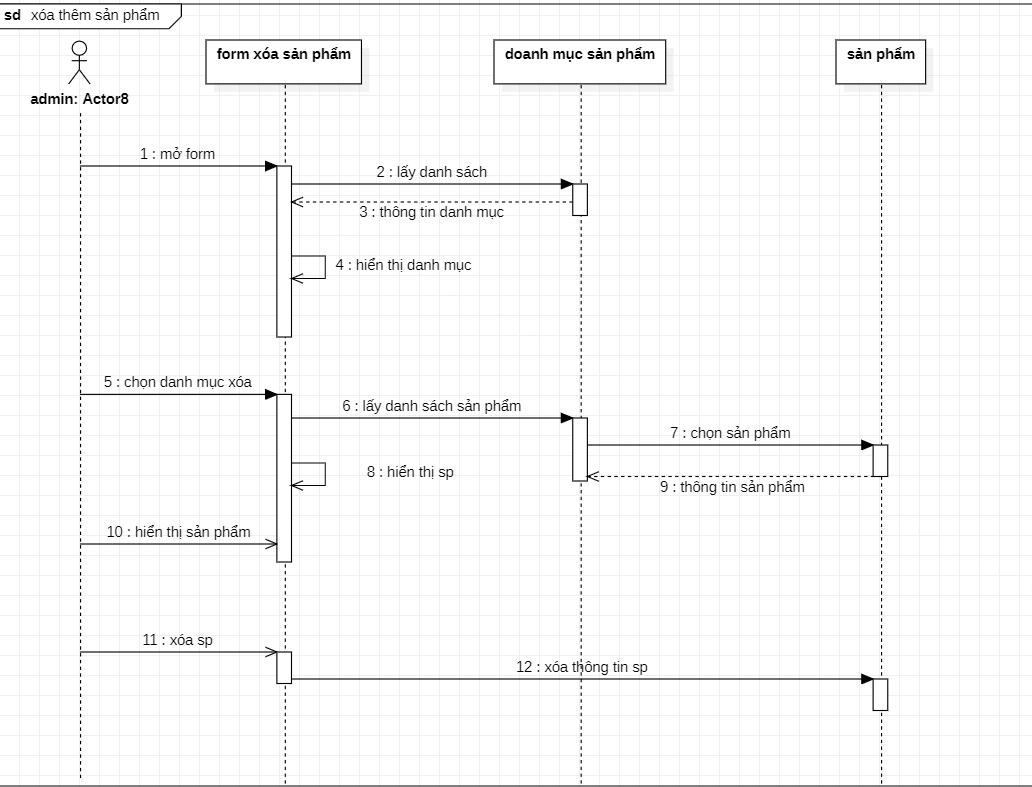 sd xóa thêm sản phẩm
form xóa sản phẩm
doanh mục sản phẩm
sản phẩm
admin: Actor8
1 : mở form
2 : lấy danh sách
3 : thông tin danh mục
4 : hiển thị danh mục
5 : chọn danh mục xóa
6 : lấy danh sách sản phẩm
7 : chọn sản phẩm
8 : hiển thị sp
9 : thông tin sản phẩm
10 : hiển thị sản phẩm
11 : xóa sp
12 : xóa thông tin sp